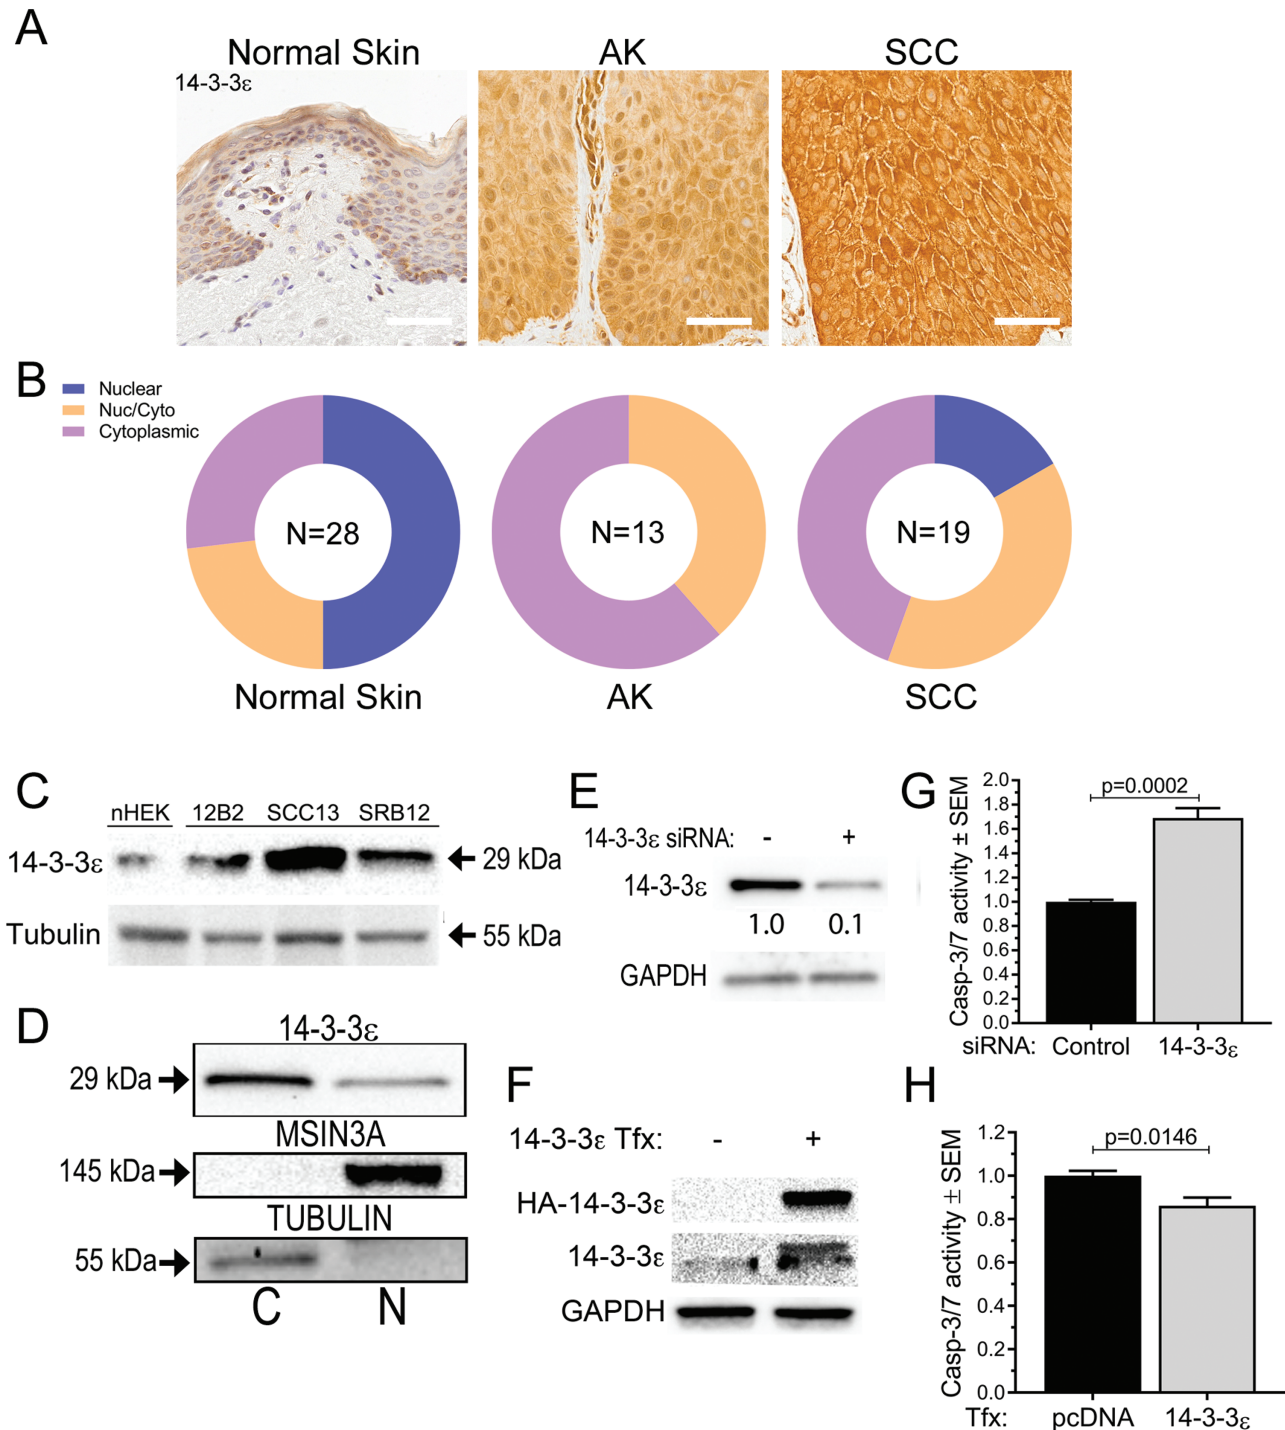 A
Normal Skin
AK
SCC
14-3-3ε
B
Nuclear
Nuc/Cyto
Cytoplasmic
N=28
N=13
N=19
Normal Skin
AK
SCC
C
nHEK
12B2
SCC13
SRB12
14-3-3ε
29 kDa
Tubulin
55 kDa
D
14-3-3ε
29 kDa
MSIN3A
145 kDa
TUBULIN
55 kDa
C
N
E
14-3-3ε siRNA:
-
+
14-3-3ε
1.0
0.1
GAPDH
F
14-3-3ε Tfx:
-
+
HA-14-3-3ε
14-3-3ε
GAPDH
G
Casp-3/7 activity ± SEM
2.0
1.8
1.6
1.4
1.2
1.0
0.8
0.6
0.4
0.2
0.0
p=0.0002
siRNA:
Control
14-3-3ε
H
Casp-3/7 activity ± SEM
1.2
1.0
0.8
0.6
0.4
0.2
0.0
p=0.0146
Tfx:
pcDNA
14-3-3ε